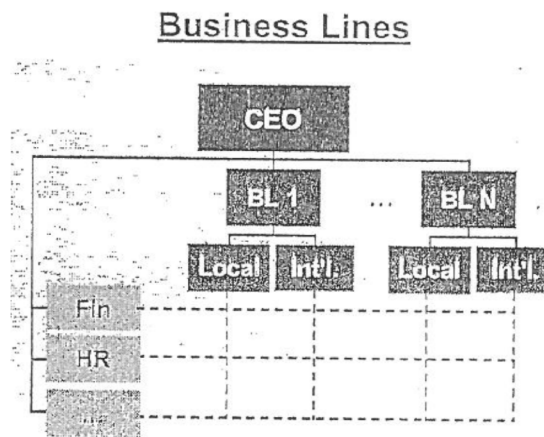 Business Lines
CEO
BL 1 ... BL N
Local Int'l. Local Int'l.
Fin
HR